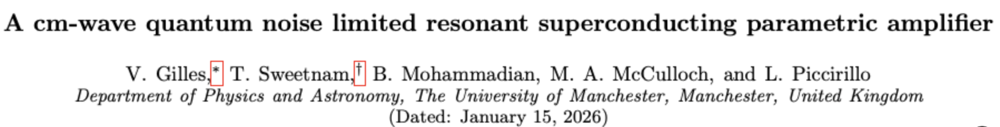 A cm-wave quantum noise limited resonant superconducting parametric amplifier
V. Gilles,* T. Sweetnam,† B. Mohammadian, M. A. McCulloch, and L. Piccirillo
Department of Physics and Astronomy, The University of Manchester, Manchester, United Kingdom
(Dated: January 15, 2026)